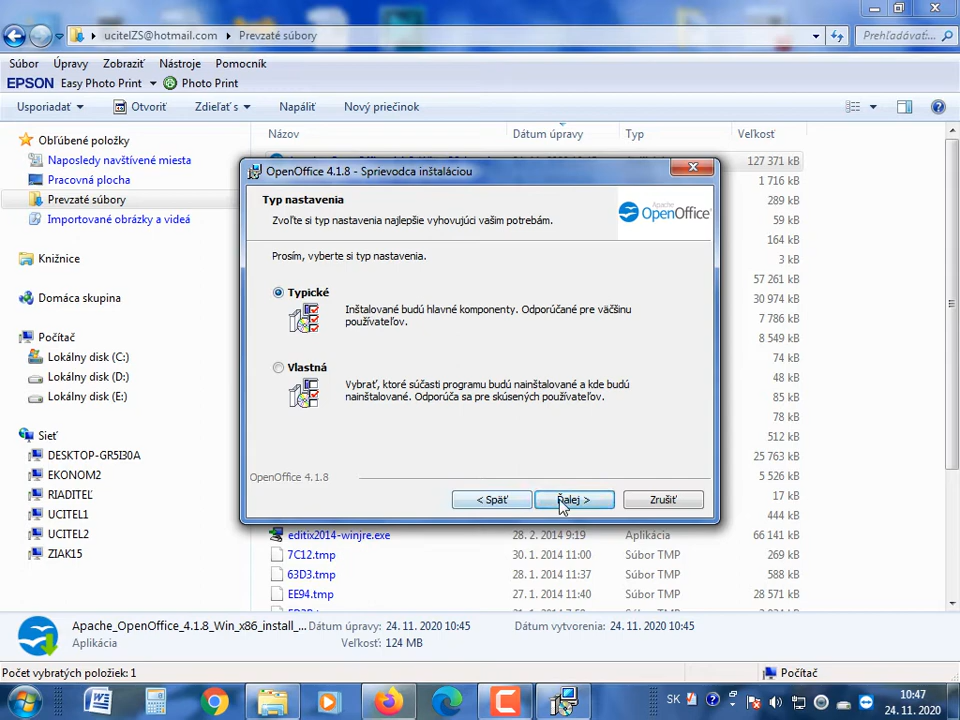 ucitelZS@hotmail.com
Prevzaté súbory
Prehľadávať...
Súbor Úpravy Zobraziť Nástroje Pomocník
EPSON Easy Photo Print Photo Print
Usporiadať Otvoriť Zdieľať s Napáliť Nový priečinok
Názov Dátum úpravy Typ Veľkosť
Obľúbené položky
Naposledy navštívené miesta
Pracovná plocha
Prevzaté súbory
Importované obrázky a videá
Knižnice
Domáca skupina
Počítač
Lokálny disk (C:)
Lokálny disk (D:)
Lokálny disk (E:)
Sieť
DESKTOP-GR5I30A
EKONOM2
RIADITEĽ
UCITEL1
UCITEL2
ZIAK15
OpenOffice 4.1.8 - Sprievodca inštaláciou
Typ nastavenia
Zvoľte si typ nastavenia najlepšie vyhovujúci vašim potrebám.
Apache
OpenOffice™
Prosím, vyberte si typ nastavenia.
Typické
Inštalované budú hlavné komponenty. Odporúčané pre väčšinu
používateľov.
Vlastná
Vybrať, ktoré súčasti programu budú nainštalované a kde budú
nainštalované. Odporúča sa pre skúsených používateľov.
OpenOffice 4.1.8
< Späť Ďalej > Zrušiť
127 371 kB
1 716 kB
289 kB
59 kB
164 kB
3 kB
57 261 kB
30 974 kB
7 786 kB
8 549 kB
74 kB
48 kB
85 kB
78 kB
512 kB
25 763 kB
5 526 kB
17 kB
444 kB
editix2014-winjre.exe 28. 2. 2014 9:19 Aplikácia 66 141 kB
7C12.tmp 30. 1. 2014 11:00 Súbor TMP 269 kB
63D3.tmp 28. 1. 2014 11:37 Súbor TMP 588 kB
EE94.tmp 27. 1. 2014 11:40 Súbor TMP 28 571 kB
Apache_OpenOffice_4.1.8_Win_x86_install_... Dátum úpravy: 24. 11. 2020 10:45 Dátum vytvorenia: 24. 11. 2020 10:45
Aplikácia Veľkosť: 124 MB
Počet vybratých položiek: 1 Počítač
SK
10:47
24. 11. 2020